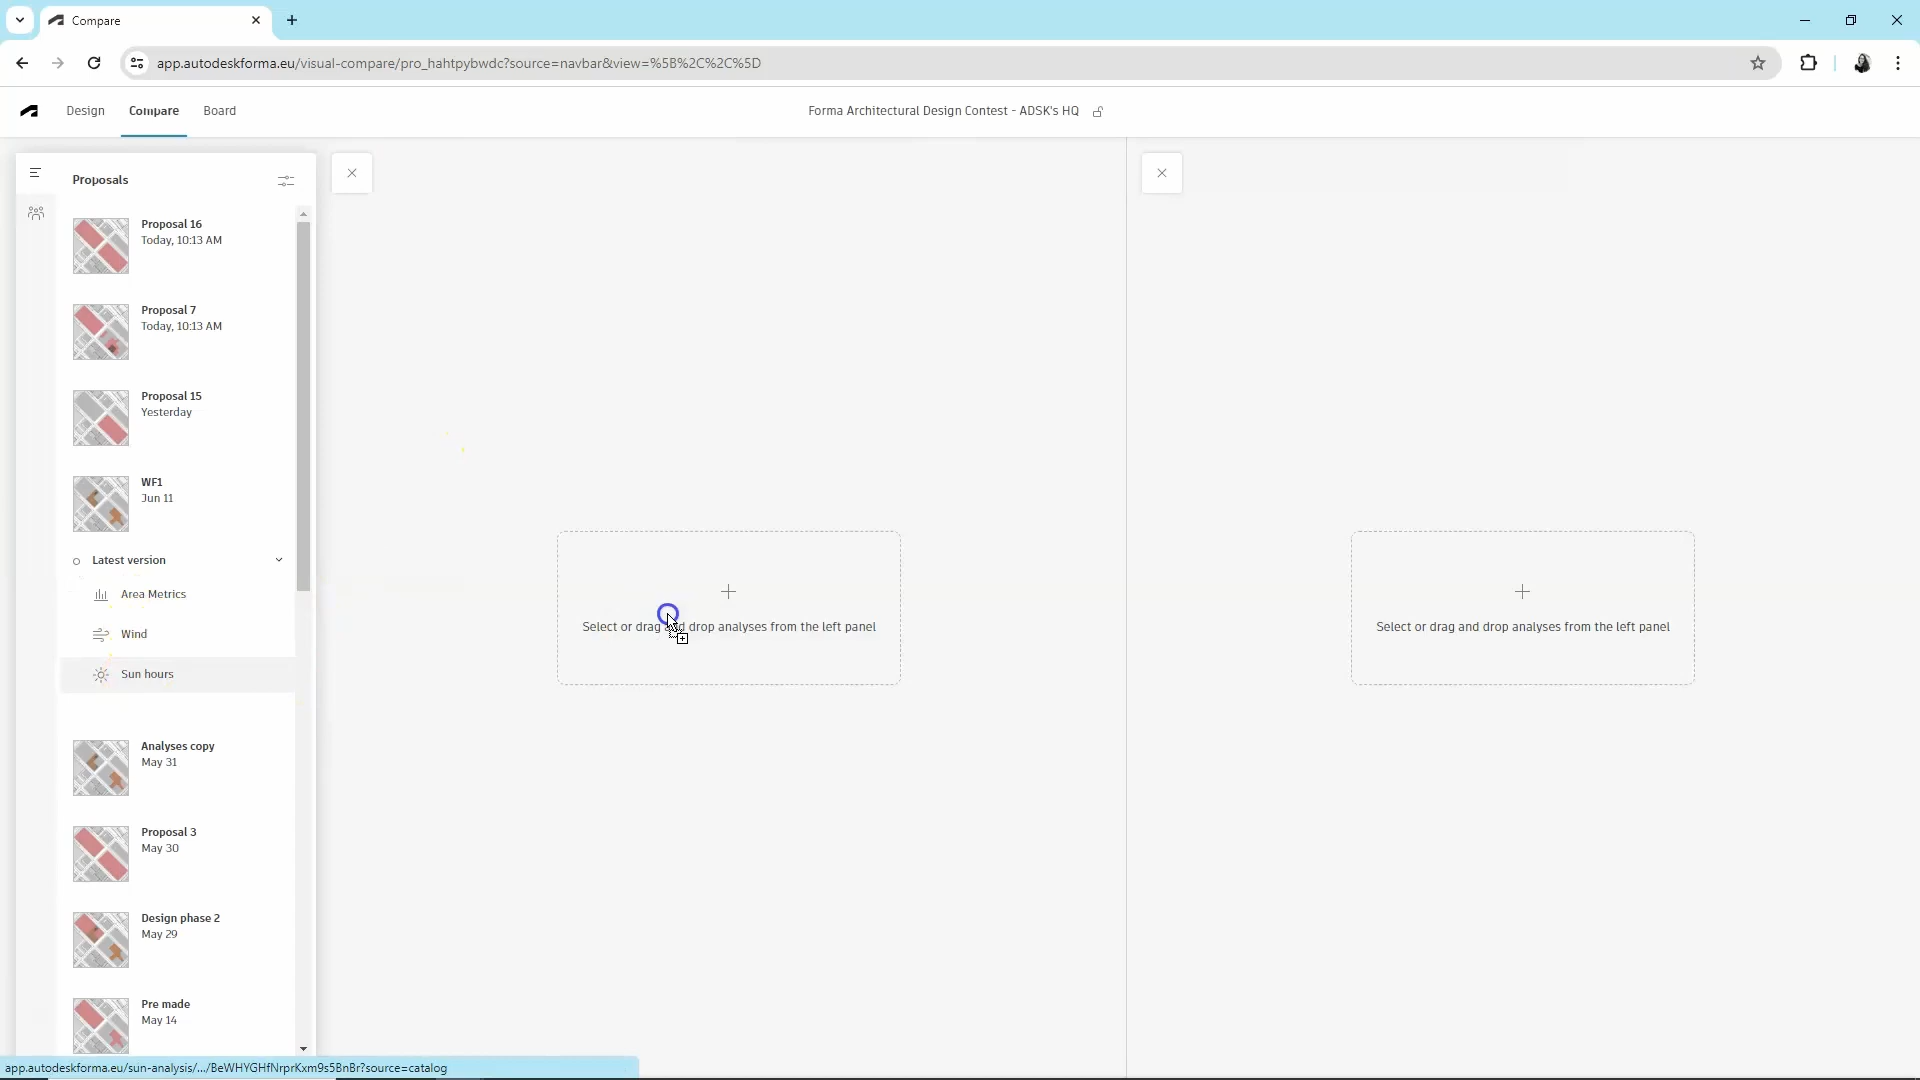 Compare
app.autodeskforma.eu/visual-compare/pro_hahtpybwdc?source=navbar&view=%5B%2C%2C%5D
Design
Compare
Board
Forma Architectural Design Contest - ADSK's HQ
Proposals
Proposal 16
Today, 10:13 AM
Proposal 7
Today, 10:13 AM
Proposal 15
Yesterday
WF1
Jun 11
Latest version
Area Metrics
Wind
Sun hours
Analyses copy
May 31
Proposal 3
May 30
Design phase 2
May 29
Pre made
May 14
Select or drag and drop analyses from the left panel
Select or drag and drop analyses from the left panel
app.autodeskforma.eu/sun-analysis/.../BeWHYGHfNrprKxm9s5BnBr?source=catalog